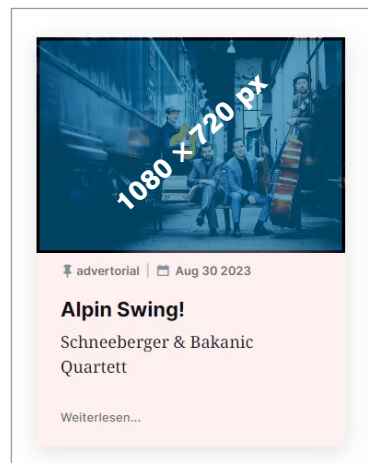 1080 × 720 px
advertorial | Aug 30 2023
Alpin Swing!
Schneeberger & Bakanic
Quartett
Weiterlesen...